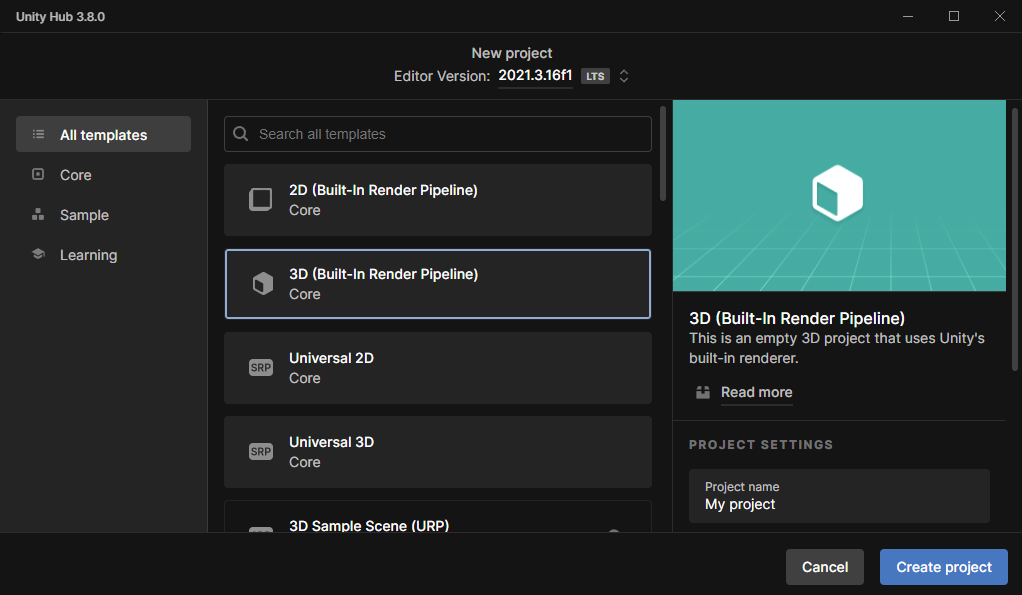 Unity Hub 3.8.0
New project
Editor Version: 2021.3.16f1 LTS
All templates
Core
Sample
Learning
Search all templates
2D (Built-In Render Pipeline)
Core
3D (Built-In Render Pipeline)
Core
SRP
Universal 2D
Core
SRP
Universal 3D
Core
3D Sample Scene (URP)
3D (Built-In Render Pipeline)
This is an empty 3D project that uses Unity's
built-in renderer.
Read more
PROJECT SETTINGS
Project name
My project
Cancel
Create project